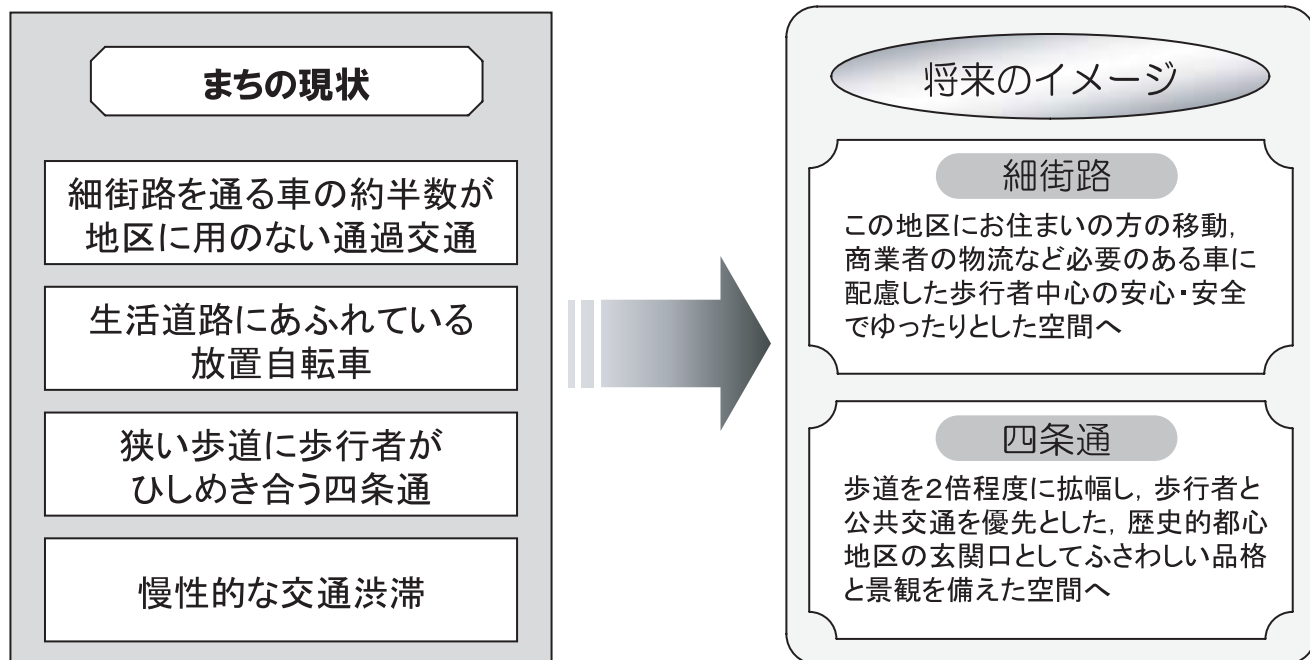 まちの現状
細街路を通る車の約半数が
地区に用のない通過交通
生活道路にあふれている
放置自転車
狭い歩道に歩行者が
ひしめき合う四条通
慢性的な交通渋滞
将来のイメージ
細街路
この地区にお住まいの方の移動,
商業者の物流など必要のある車に
配慮した歩行者中心の安心・安全
でゆったりとした空間へ
四条通
歩道を2倍程度に拡幅し, 歩行者と
公共交通を優先とした, 歴史的都心
地区の玄関口としてふさわしい品格
と景観を備えた空間へ